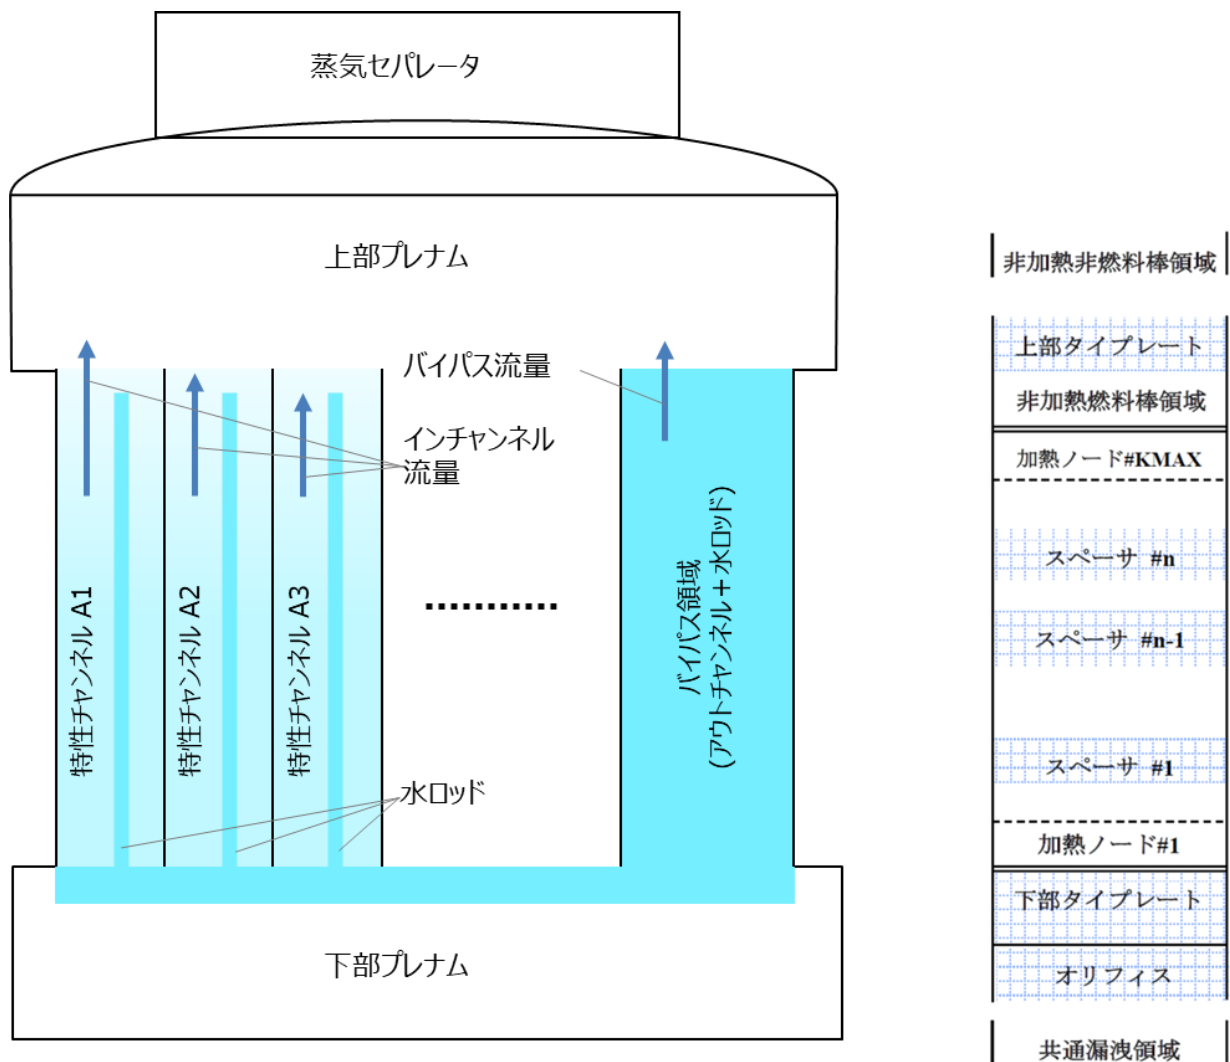 蒸気セパレータ
上部プレナム
バイパス流量
インチャンネル
流量
特性チャンネル A1
特性チャンネル A2
特性チャンネル A3
…………
バイパス領域
(アウトチャンネル+水ロッド)
水ロッド
下部プレナム
非加熱非燃料棒領域
上部タイプレート
非加熱燃料棒領域
加熱ノード#KMAX
スペーサ #n
スペーサ #n-1
スペーサ #1
加熱ノード#1
下部タイプレート
オリフィス
共通漏洩領域